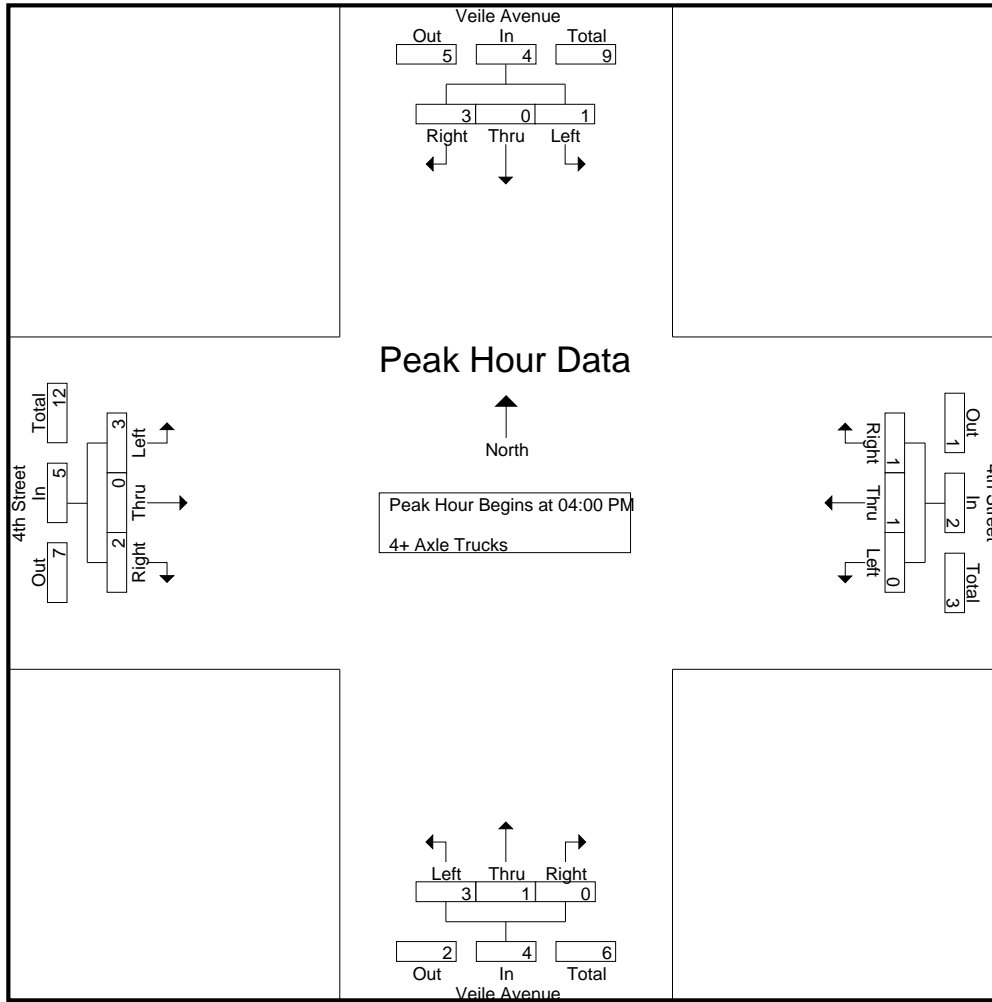 Veile Avenue
Out In Total
5 4 9
3 0 1
Right Thru Left
Peak Hour Data
North
Peak Hour Begins at 04:00 PM
4+ Axle Trucks
4th Street
Out In Total
7 5 12
2 0 3
Right Thru Left
4th Street
Out In Total
1 2 3
1 1 0
Right Thru Left
Left Thru Right
3 1 0
2 4 6
Out In Total
Veile Avenue